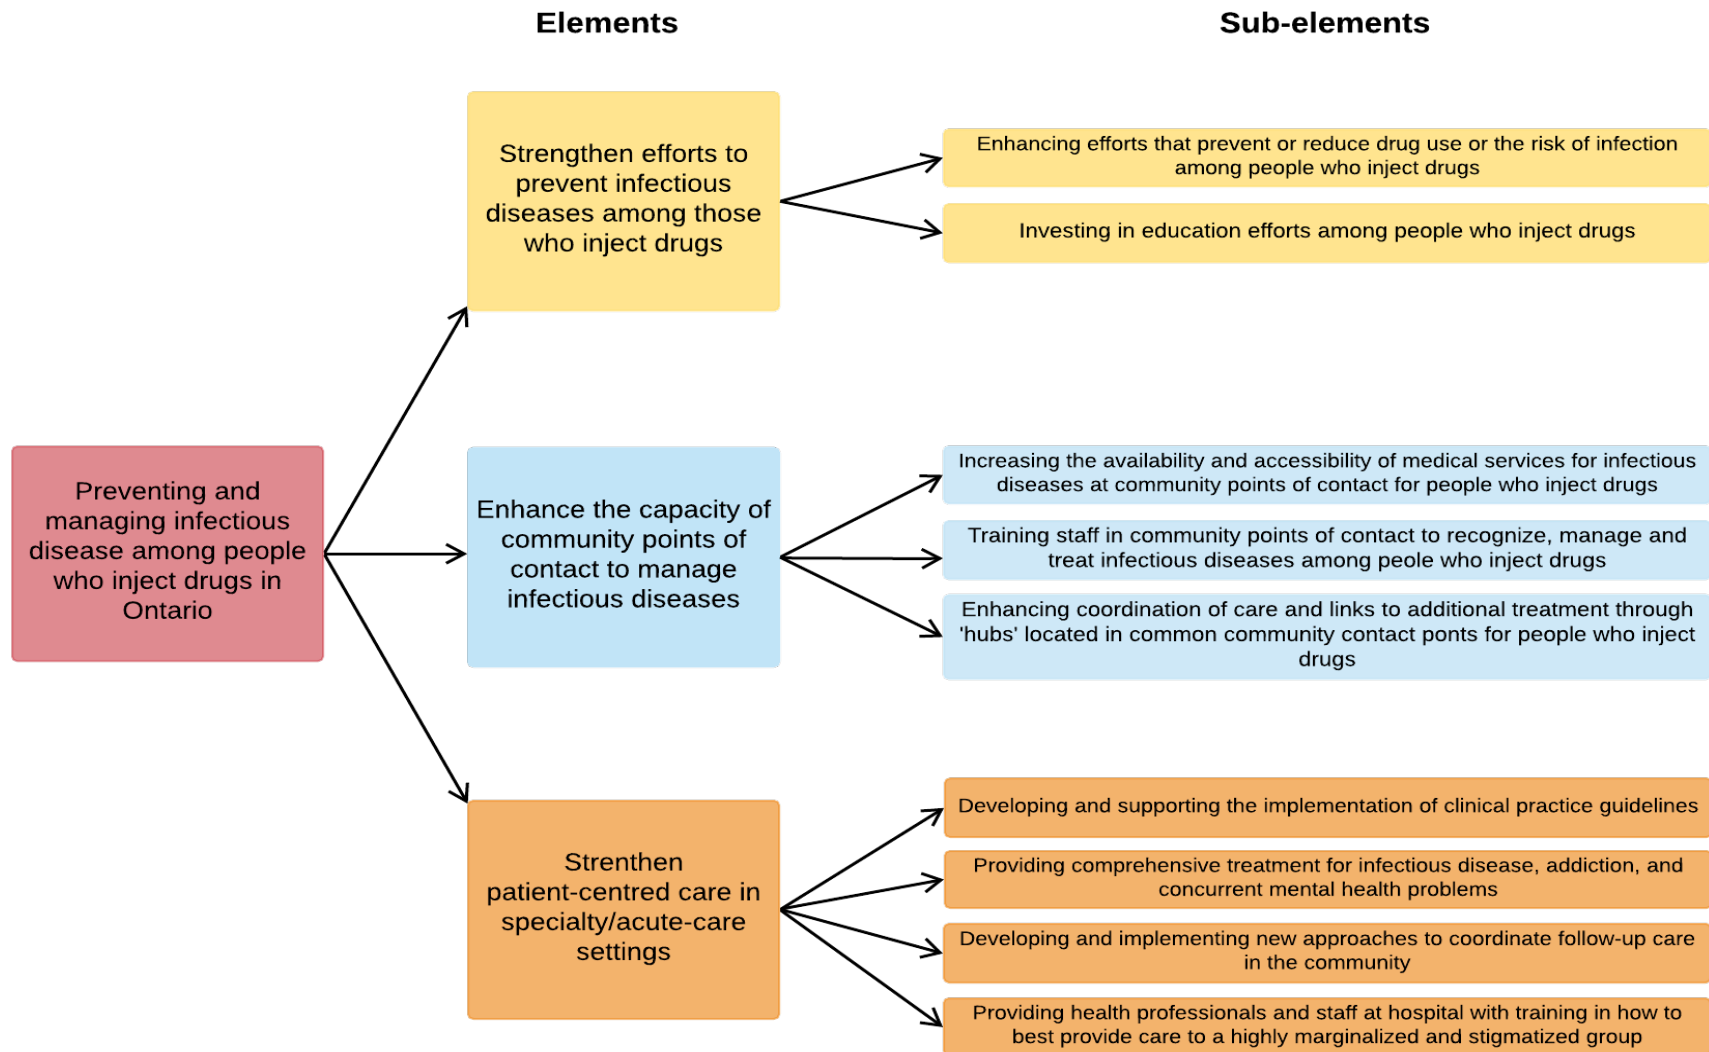 Elements
Sub-elements
Strengthen efforts to
prevent infectious
diseases among those
who inject drugs
Enhancing efforts that prevent or reduce drug use or the risk of infection
among people who inject drugs
Investing in education efforts among people who inject drugs
Preventing and
managing infectious
disease among people
who inject drugs in
Ontario
Enhance the capacity of
community points of
contact to manage
infectious diseases
Increasing the availability and accessibility of medical services for infectious
diseases at community points of contact for people who inject drugs
Training staff in community points of contact to recognize, manage and
treat infectious diseases among peole who inject drugs
Enhancing coordination of care and links to additional treatment through
'hubs' located in common community contact ponts for people who inject
drugs
Strenthen
patient-centred care in
specialty/acute-care
settings
Developing and supporting the implementation of clinical practice guidelines
Providing comprehensive treatment for infectious disease, addiction, and
concurrent mental health problems
Developing and implementing new approaches to coordinate follow-up care
in the community
Providing health professionals and staff at hospital with training in how to
best provide care to a highly marginalized and stigmatized group